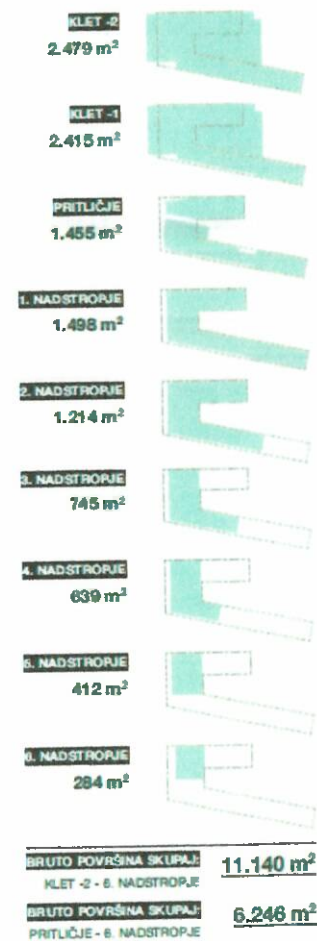 KLET -2
2.479 m²
KLET -1
2.415 m²
PRITLIČJE
1.455 m²
1. NADSTROPJE
1.498 m²
2. NADSTROPJE
1.214 m²
3. NADSTROPJE
745 m²
4. NADSTROPJE
639 m²
5. NADSTROPJE
412 m²
6. NADSTROPJE
284 m²
BRUTO POVRŠINA SKUPAJ: 11.140 m²
KLET -2 - 6. NADSTROPJE
BRUTO POVRŠINA SKUPAJ: 6.246 m²
PRITLIČJE - 6. NADSTROPJE